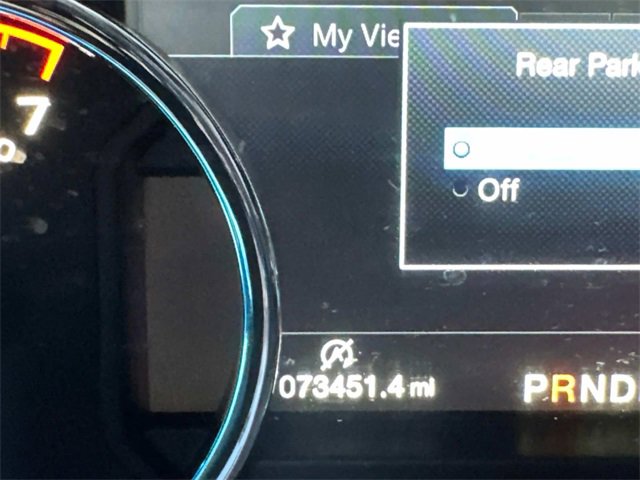 My Vie
Rear Park
Off
7
073451.4 mi
PRND